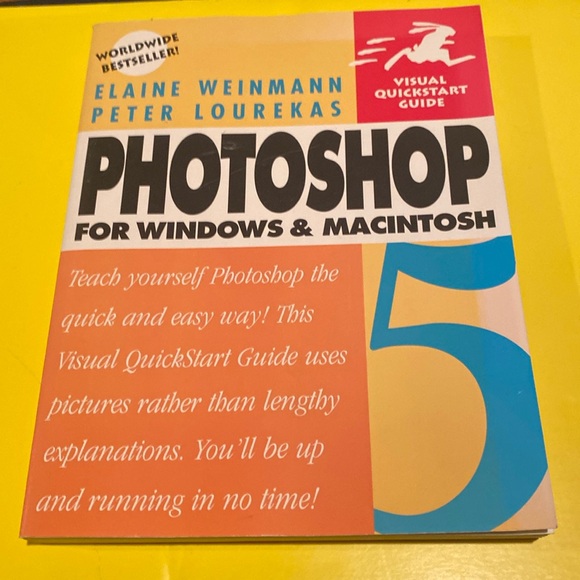 WORLDWIDE
BESTSELLER!
ELAINE WEINMANN
PETER LOUREKAS
VISUAL
QUICKSTART
GUIDE
PHOTOSHOP
FOR WINDOWS & MACINTOSH
5
Teach yourself Photoshop the
quick and easy way! This
Visual QuickStart Guide uses
pictures rather than lengthy
explanations. You'll be up
and running in no time!